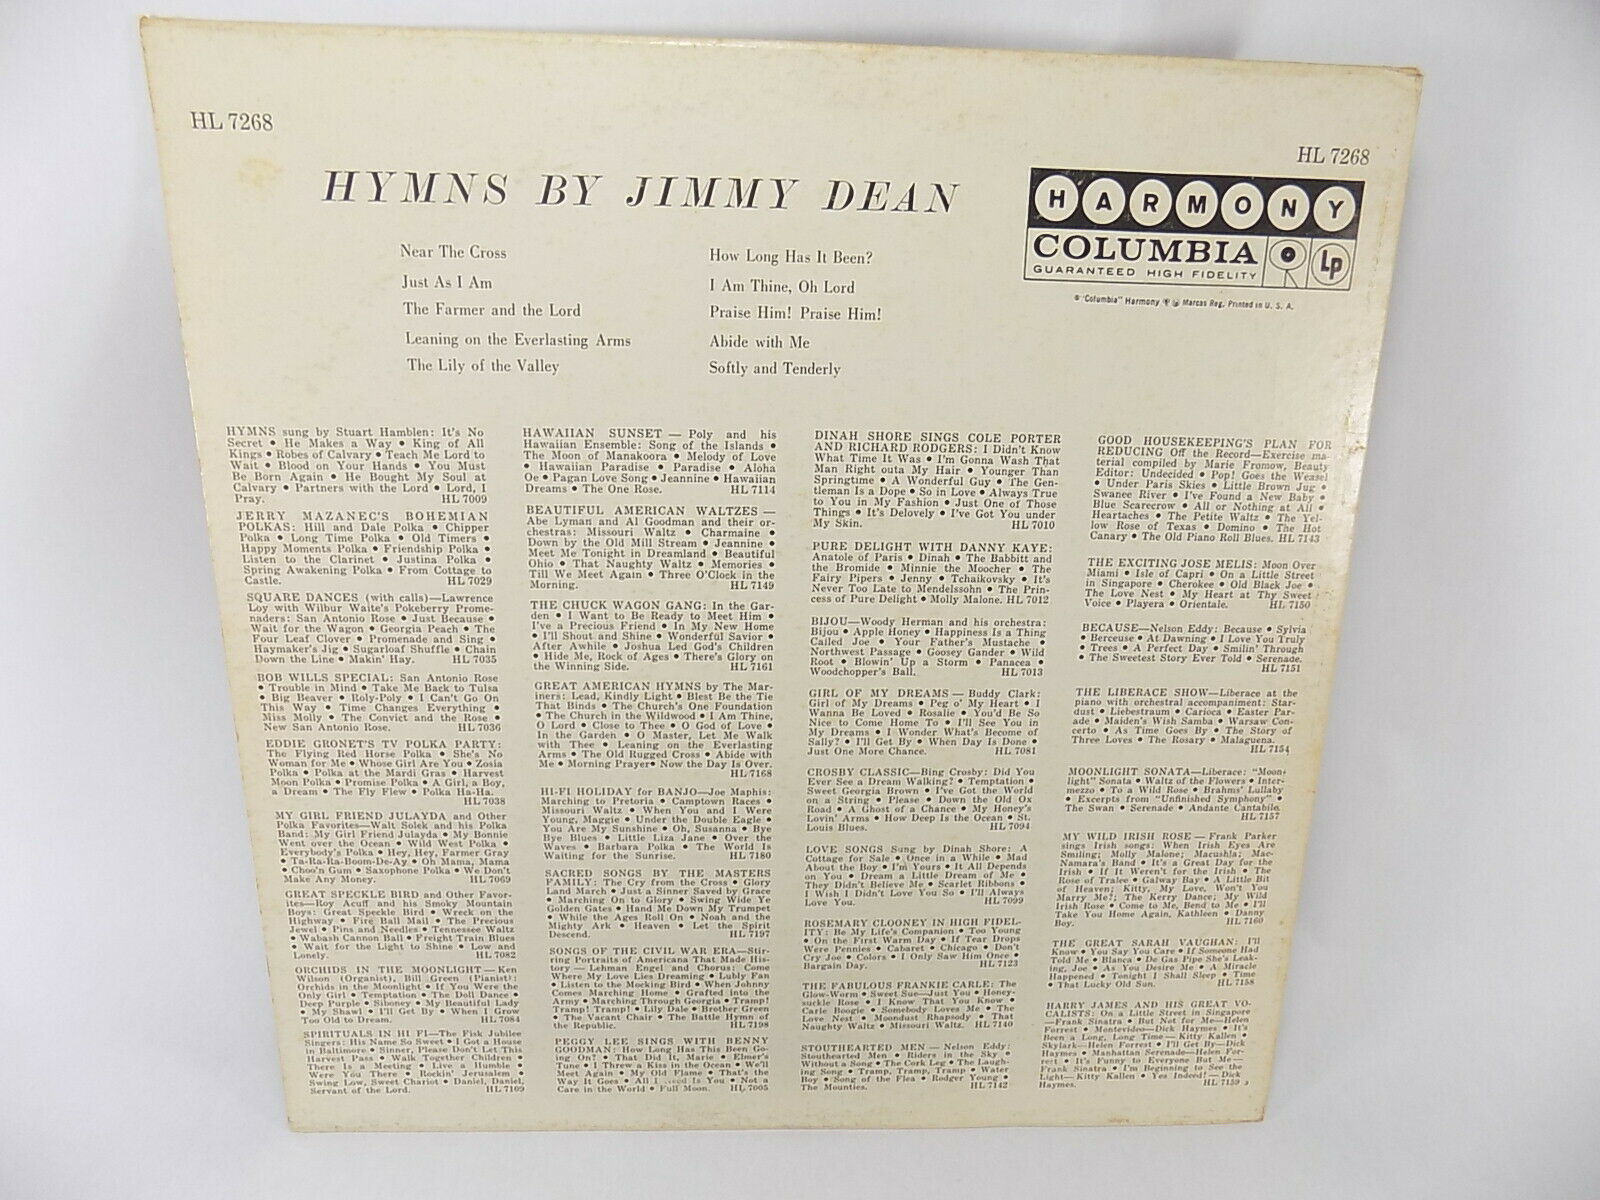 HL 7268
HL 7268
HYMNS BY JIMMY DEAN
HARMONY
COLUMBIA
Lp
GUARANTEED HIGH FIDELITY
® "Columbia" Harmony Marcas Reg. Printed in U. S. A.
Near The Cross
Just As I Am
The Farmer and the Lord
Leaning on the Everlasting Arms
The Lily of the Valley
How Long Has It Been?
I Am Thine, Oh Lord
Praise Him! Praise Him!
Abide with Me
Softly and Tenderly
HYMNS sung by Stuart Hamblen: It's No
Secret • He Makes a Way • King of All
Kings • Robes of Calvary • Teach Me Lord to
Wait • Blood on Your Hands • You Must
Be Born Again • He Bought My Soul at
Calvary • Partners with the Lord • Lord, I
Pray. HL 7009
JERRY MAZANEC'S BOHEMIAN
POLKAS: Hill and Dale Polka • Chipper
Polka • Long Time Polka • Old Timers •
Happy Moments Polka • Friendship Polka •
Listen to the Clarinet • Justina Polka •
Spring Awakening Polka • From Cottage to
Castle. HL 7029
SQUARE DANCES (with calls)—Lawrence
Loy with Wilbur Waite's Pokeberry Prome-
naders: San Antonio Rose • Just Because •
Wait for the Wagon • Georgia Peach • The
Four Leaf Clover • Promenade and Sing •
Haymaker's Jig • Sugarloaf Shuffle • Chain
Down the Line • Makin' Hay. HL 7035
BOB WILLS SPECIAL: San Antonio Rose
• Trouble in Mind • Take Me Back to Tulsa
• Big Beaver • Roly-Poly • I Can't Go On
This Way • Time Changes Everything •
Miss Molly • The Convict and the Rose •
New San Antonio Rose. HL 7036
EDDIE GRONET'S TV POLKA PARTY:
The Flying Red Horse Polka • She's No
Woman for Me • Whose Girl Are You • Zosia
Polka • Polka at the Mardi Gras • Harvest
Moon Polka • Promise Polka • A Girl, a Boy,
a Dream • The Fly Flew • Polka Ha-Ha.
HL 7038
MY GIRL FRIEND JULAYDA and Other
Polka Favorites—Walt Solek and his Polka
Band: My Girl Friend Julayda • My Bonnie
Went over the Ocean • Wild West Polka •
Everybody's Polka • Hey, Hey, Farmer Gray
• Ta-Ra-Ra-Boom-De-Ay • Oh Mama, Mama
• Choo'n Gum • Saxophone Polka • We Don't
Make Any Money. HL 7069
GREAT SPECKLE BIRD and Other Favor-
ites—Roy Acuff and his Smoky Mountain
Boys: Great Speckle Bird • Wreck on the
Highway • Fire Ball Mail • The Precious
Jewel • Pins and Needles • Tennessee Waltz
• Wabash Cannon Ball • Freight Train Blues
• Wait for the Light to Shine • Low and
Lonely. HL 7082
ORCHIDS IN THE MOONLIGHT—Ken
Wilson (Organist), Bill Green (Pianist):
Orchids in the Moonlight • If You Were the
Only Girl • Temptation • The Doll Dance •
Deep Purple • Siboney • My Beautiful Lady
• My Shawl • I'll Get By • When I Grow
Too Old to Dream. HL 7084
SPIRITUALS IN HI FI—The Fisk Jubilee
Singers: His Name So Sweet • I Got a House
in Baltimore • Sinner, Please Don't Let This
Harvest Pass • Walk Together Children •
There Is a Meeting • Live a Humble •
Were You There • Rockin' Jerusalem •
Swing Low, Sweet Chariot • Daniel, Daniel,
Servant of the Lord. HL 7109
HAWAIIAN SUNSET — Poly and his
Hawaiian Ensemble: Song of the Islands •
The Moon of Manakoora • Melody of Love
• Hawaiian Paradise • Paradise • Aloha
Oe • Pagan Love Song • Jeannine • Hawaiian
Dreams • The One Rose. HL 7114
BEAUTIFUL AMERICAN WALTZES —
Abe Lyman and Al Goodman and their or-
chestras: Missouri Waltz • Charmaine •
Down by the Old Mill Stream • Jeannine •
Meet Me Tonight in Dreamland • Beautiful
Ohio • That Naughty Waltz • Memories •
Till We Meet Again • Three O'Clock in the
Morning. HL 7149
THE CHUCK WAGON GANG: In the Gar-
den • I Want to Be Ready to Meet Him •
I've a Precious Friend • In My New Home
• I'll Shout and Shine • Wonderful Savior •
After Awhile • Joshua Led God's Children
• Hide Me, Rock of Ages • There's Glory on
the Winning Side. HL 7161
GREAT AMERICAN HYMNS by The Mar-
iners: Lead, Kindly Light • Blest Be the Tie
That Binds • The Church's One Foundation
• The Church in the Wildwood • I Am Thine,
O Lord • Close to Thee • O God of Love •
In the Garden • O Master, Let Me Walk
with Thee • Leaning on the Everlasting
Arms • The Old Rugged Cross • Abide with
Me • Morning Prayer• Now the Day Is Over.
HL 7168
HI-FI HOLIDAY for BANJO—Joe Maphis:
Marching to Pretoria • Camptown Races •
Missouri Waltz • When You and I Were
Young, Maggie • Under the Double Eagle •
You Are My Sunshine • Oh, Susanna • Bye
Bye Blues • Little Liza Jane • Over the
Waves • Barbara Polka • The World Is
Waiting for the Sunrise. HL 7180
SACRED SONGS BY THE MASTERS
FAMILY: The Cry from the Cross • Glory
Land March • Just a Sinner Saved by Grace
• Marching On to Glory • Swing Wide Ye
Golden Gates • Hand Me Down My Trumpet
• While the Ages Roll On • Noah and the
Mighty Ark • Heaven • Let the Spirit
Descend. HL 7197
SONGS OF THE CIVIL WAR ERA—Stir-
ring Portraits of Americana That Made His-
tory — Lehman Engel and Chorus: Come
Where My Love Lies Dreaming • Lubly Fan
• Listen to the Mocking Bird • When Johnny
Comes Marching Home • Grafted into the
Army • Marching Through Georgia • Tramp!
Tramp! Tramp! • Lily Dale • Brother Green
• The Vacant Chair • The Battle Hymn of
the Republic. HL 7198
PEGGY LEE SINGS WITH BENNY
GOODMAN: How Long Has This Been Go-
ing On? • That Did It, Marie • Elmer's
Tune • I Threw a Kiss in the Ocean • We'll
Meet Again • My Old Flame • That's the
Way It Goes • All I Need Is You • Not a
Care in the World • Full Moon. HL 7005
DINAH SHORE SINGS COLE PORTER
AND RICHARD RODGERS: I Didn't Know
What Time It Was • I'm Gonna Wash That
Man Right outa My Hair • Younger Than
Springtime • A Wonderful Guy • The Gen-
tleman Is a Dope • So in Love • Always True
to You in My Fashion • Just One of Those
Things • It's Delovely • I've Got You under
My Skin. HL 7010
PURE DELIGHT WITH DANNY KAYE:
Anatole of Paris • Dinah • The Babbitt and
the Bromide • Minnie the Moocher • The
Fairy Pipers • Jenny • Tchaikovsky • It's
Never Too Late to Mendelssohn • The Prin-
cess of Pure Delight • Molly Malone. HL 7012
BIJOU—Woody Herman and his orchestra:
Bijou • Apple Honey • Happiness Is a Thing
Called Joe • Your Father's Mustache •
Northwest Passage • Goosey Gander • Wild
Root • Blowin' Up a Storm • Panacea •
Woodchopper's Ball. HL 7013
GIRL OF MY DREAMS — Buddy Clark:
Girl of My Dreams • Peg o' My Heart • I
Wanna Be Loved • Rosalie • You'd Be So
Nice to Come Home To • I'll See You in
My Dreams • I Wonder What's Become of
Sally? • I'll Get By • When Day Is Done •
Just One More Chance. HL 7081
CROSBY CLASSIC—Bing Crosby: Did You
Ever See a Dream Walking? • Temptation •
Sweet Georgia Brown • I've Got the World
on a String • Please • Down the Old Ox
Road • A Ghost of a Chance • My Honey's
Lovin' Arms • How Deep Is the Ocean • St.
Louis Blues. HL 7094
LOVE SONGS Sung by Dinah Shore: A
Cottage for Sale • Once in a While • Mad
About the Boy • I'm Yours • It All Depends
on You • Dream a Little Dream of Me •
They Didn't Believe Me • Scarlet Ribbons •
I Wish I Didn't Love You So • I'll Always
Love You. HL 7099
ROSEMARY CLOONEY IN HIGH FIDEL-
ITY: Be My Life's Companion • Too Young
• On the First Warm Day • If Tear Drops
Were Pennies • Cabaret • Chicago • Don't
Cry Joe • Colors • I Only Saw Him Once •
Bargain Day. HL 7123
THE FABULOUS FRANKIE CARLE: The
Glow-Worm • Sweet Sue—Just You • Honey-
suckle Rose • I Know That You Know •
Carle Boogie • Somebody Loves Me • The
Love Nest • Moondust Rhapsody • That
Naughty Waltz • Missouri Waltz. HL 7140
STOUTHEARTED MEN — Nelson Eddy:
Stouthearted Men • Riders in the Sky •
Without a Song • The Cork Leg • The Laugh-
ing Song • Tramp, Tramp, Tramp • Water
Boy • Song of the Flea • Rodger Young •
The Mounties. HL 7142
GOOD HOUSEKEEPING'S PLAN FOR
REDUCING Off the Record—Exercise ma-
terial compiled by Marie Fromow, Beauty
Editor: Undecided • Pop! Goes the Weasel
• Under Paris Skies • Little Brown Jug •
Swanee River • I've Found a New Baby •
Blue Scarecrow • All or Nothing at All •
Heartaches • The Petite Waltz • The Yel-
low Rose of Texas • Domino • The Hot
Canary • The Old Piano Roll Blues. HL 7143
THE EXCITING JOSE MELIS: Moon Over
Miami • Isle of Capri • On a Little Street
in Singapore • Cherokee • Old Black Joe •
The Love Nest • My Heart at Thy Sweet
Voice • Playera • Orientale. HL 7150
BECAUSE—Nelson Eddy: Because • Sylvia
• Berceuse • At Dawning • I Love You Truly
• Trees • A Perfect Day • Smilin' Through
• The Sweetest Story Ever Told • Serenade.
HL 7151
THE LIBERACE SHOW—Liberace at the
piano with orchestral accompaniment: Star-
dust • Liebestraum • Carioca • Easter Par-
ade • Maiden's Wish Samba • Warsaw Con-
certo • As Time Goes By • The Story of
Three Loves • The Rosary • Malaguena.
HL 7154
MOONLIGHT SONATA—Liberace: "Moon-
light" Sonata • Waltz of the Flowers • Inter-
mezzo • To a Wild Rose • Brahms' Lullaby
• Excerpts from "Unfinished Symphony" •
The Swan • Serenade • Andante Cantabile.
HL 7157
MY WILD IRISH ROSE — Frank Parker
sings Irish songs: When Irish Eyes Are
Smiling; Molly Malone; Macushla; Mac-
Namara's Band • It's a Great Day for the
Irish • If It Weren't for the Irish • The
Rose of Tralee • Galway Bay • A Little Bit
of Heaven; Kitty, My Love, Won't You
Marry Me?; The Kerry Dance; My Wild
Irish Rose • Come to Me, Bend to Me • I'll
Take You Home Again, Kathleen • Danny
Boy. HL 7160
THE GREAT SARAH VAUGHAN: I'll
Know • You Say You Care • If Someone Had
Told Me • Blanca • De Gas Pipe She's Leak-
ing, Joe • As You Desire Me • A Miracle
Happened • Tonight I Shall Sleep • Time
• That Lucky Old Sun. HL 7158
HARRY JAMES AND HIS GREAT VO-
CALISTS: On a Little Street in Singapore
—Frank Sinatra • But Not for Me—Helen
Forrest • Montevideo—Dick Haymes • It's
Been a Long, Long Time — Kitty Kallen •
Skylark—Helen Forrest • I'll Get By—Dick
Haymes • Manhattan Serenade—Helen For-
rest • It's Funny to Everyone But Me—
Frank Sinatra • I'm Beginning to See the
Light— Kitty Kallen • Yes Indeed! — Dick
Haymes. HL 7159